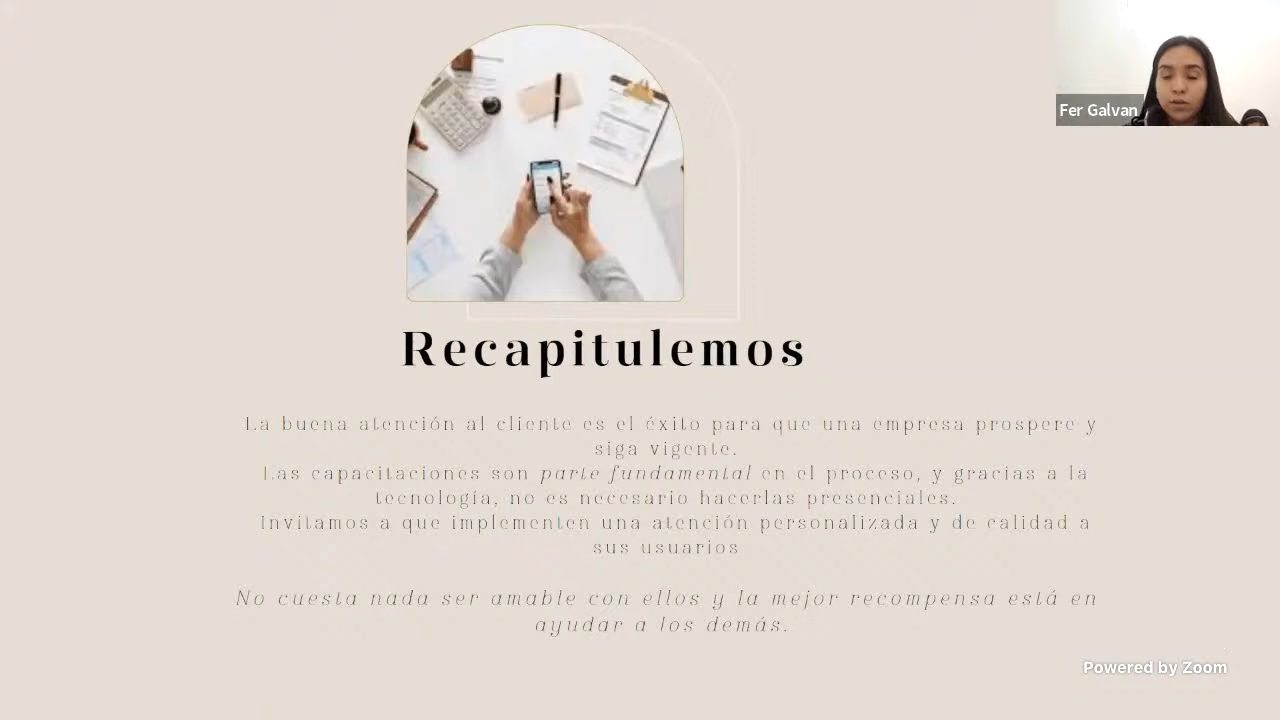 Fer Galvan
Recapitulemos
La buena atención al cliente es el éxito para que una empresa prospere y
siga vigente.
Las capacitaciones son parte fundamental en el proceso, y gracias a la
tecnología, no es necesario hacerlas presenciales.
Invitamos a que implementen una atención personalizada y de calidad a
sus usuarios
No cuesta nada ser amable con ellos y la mejor recompensa está en
ayudar a los demás.
Powered by Zoom